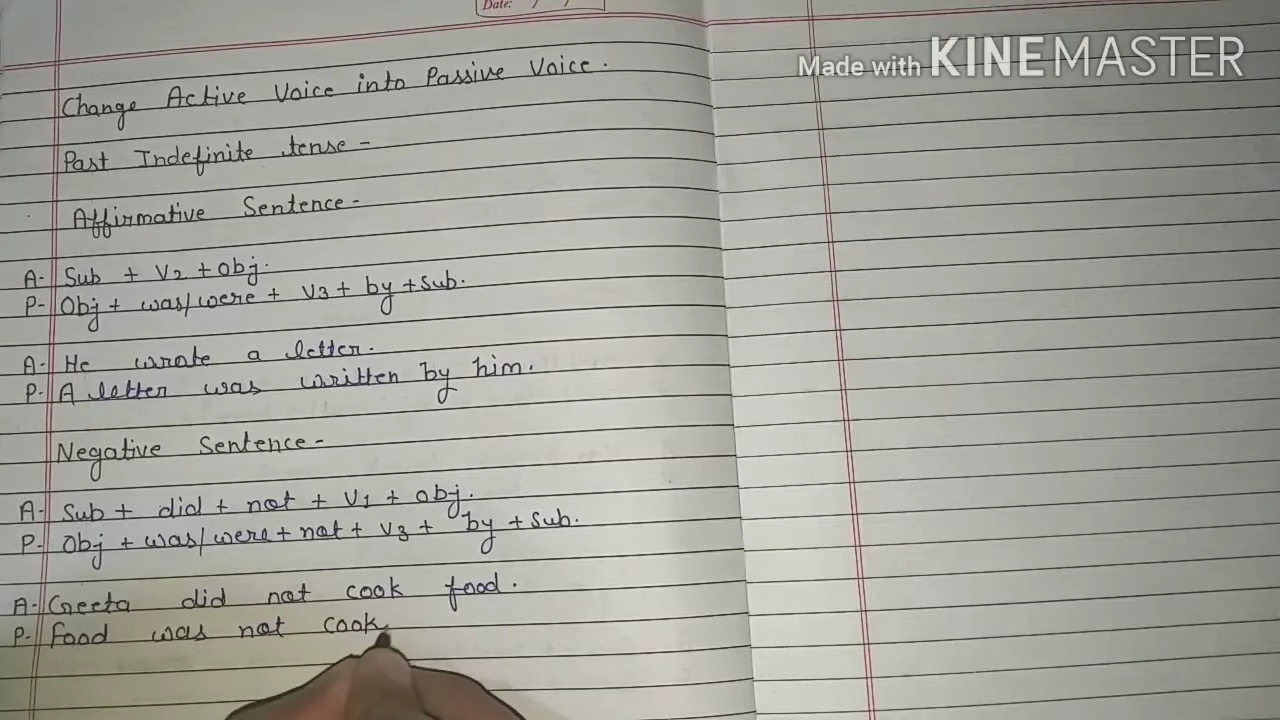 Date: / /
Made with KINEMASTER
Change Active Voice into Passive Voice.
Past Indefinite tense -
Affirmative Sentence -
A- Sub + V2 + Obj.
P- Obj + was/were + V3 + by + Sub.
A- He wrote a letter.
P- A letter was written by him.
Negative Sentence -
A- Sub + did + not + V1 + Obj.
P- Obj + was/were + not + V3 + by + Sub.
A- Geeta did not cook food.
P- Food was not cook